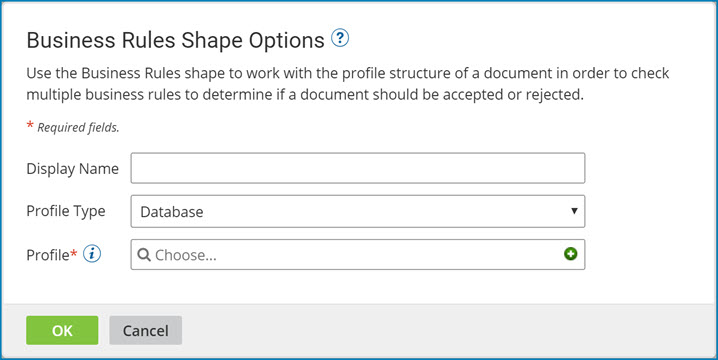 Business Rules Shape Options ?
Use the Business Rules shape to work with the profile structure of a document in order to check
multiple business rules to determine if a document should be accepted or rejected.
* Required fields.
Display Name
Profile Type Database
Profile* i Choose...
OK Cancel